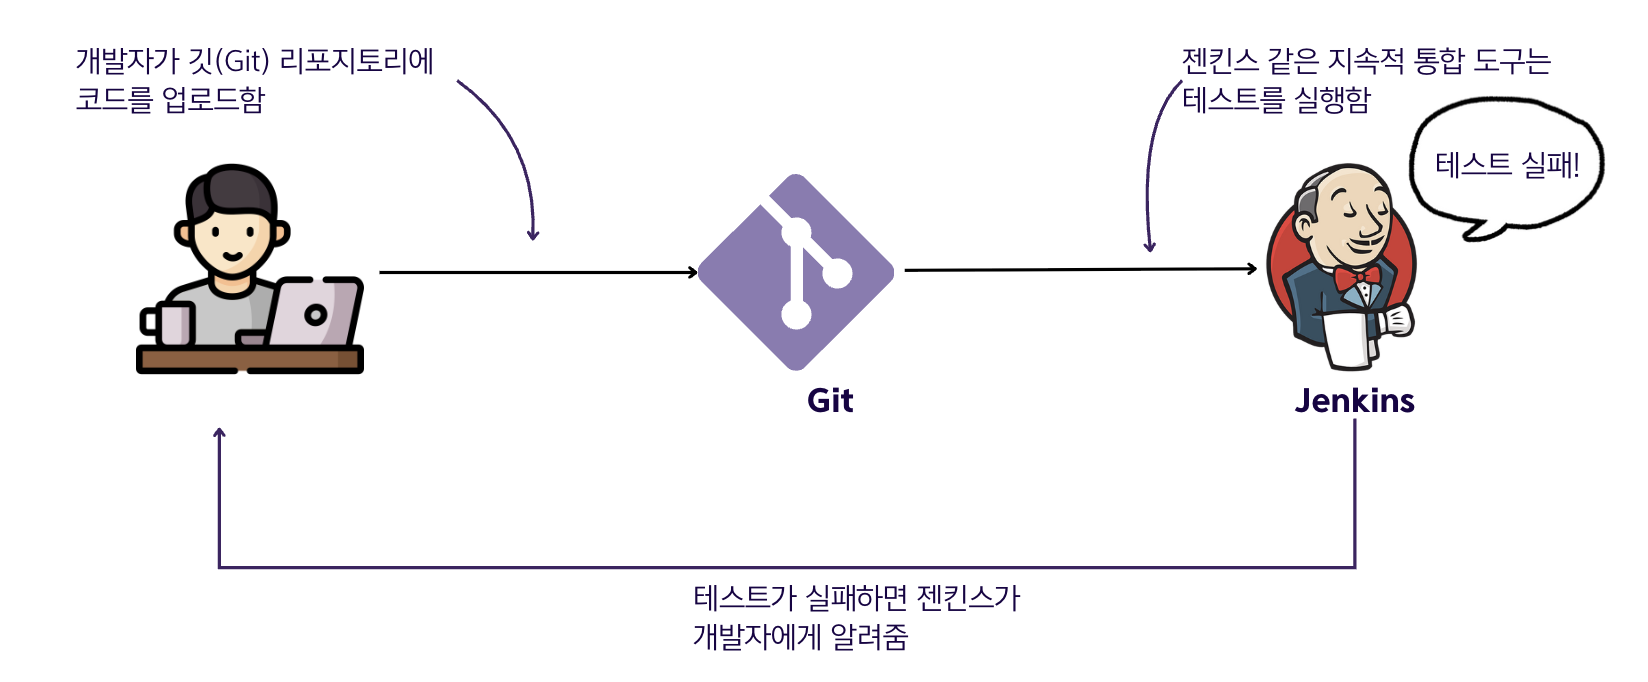 개발자가 깃(Git) 리포지토리에
코드를 업로드함
젠킨스 같은 지속적 통합 도구는
테스트를 실행함
테스트 실패!
Git
Jenkins
테스트가 실패하면 젠킨스가
개발자에게 알려줌